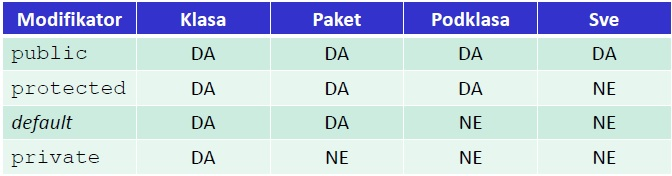 Modifikator Klasa Paket Podklasa Sve
public DA DA DA DA
protected DA DA DA NE
default DA DA NE NE
private DA NE NE NE